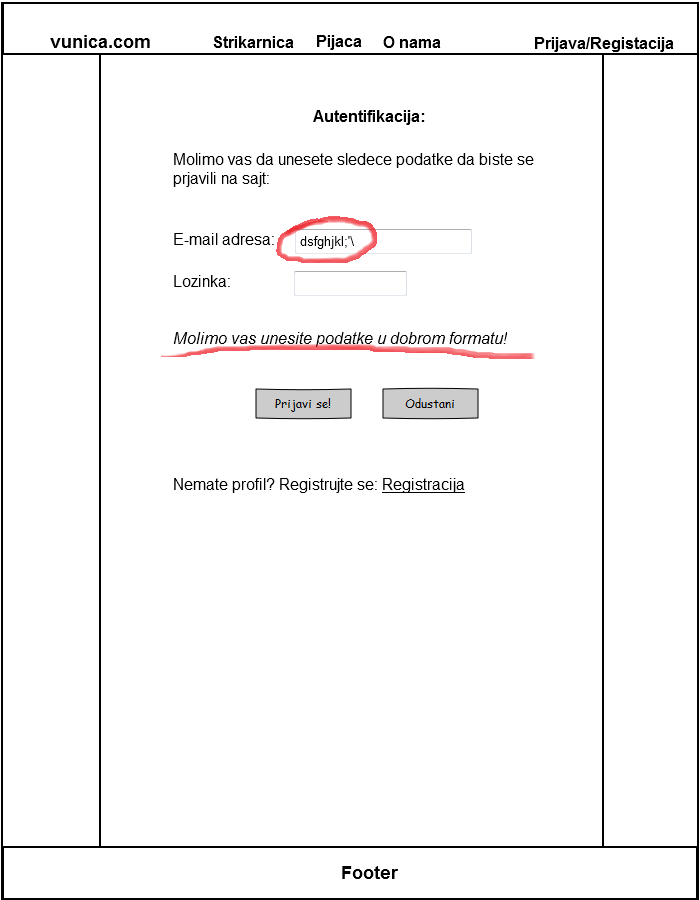 vunica.com Strikarnica Pijaca O nama Prijava/Registacija
Autentifikacija:
Molimo vas da unesete sledece podatke da biste se
prjavili na sajt:
E-mail adresa: dsfghjkl;'\
Lozinka:
Molimo vas unesite podatke u dobrom formatu!
Prijavi se! Odustani
Nemate profil? Registrujte se: Registracija
Footer